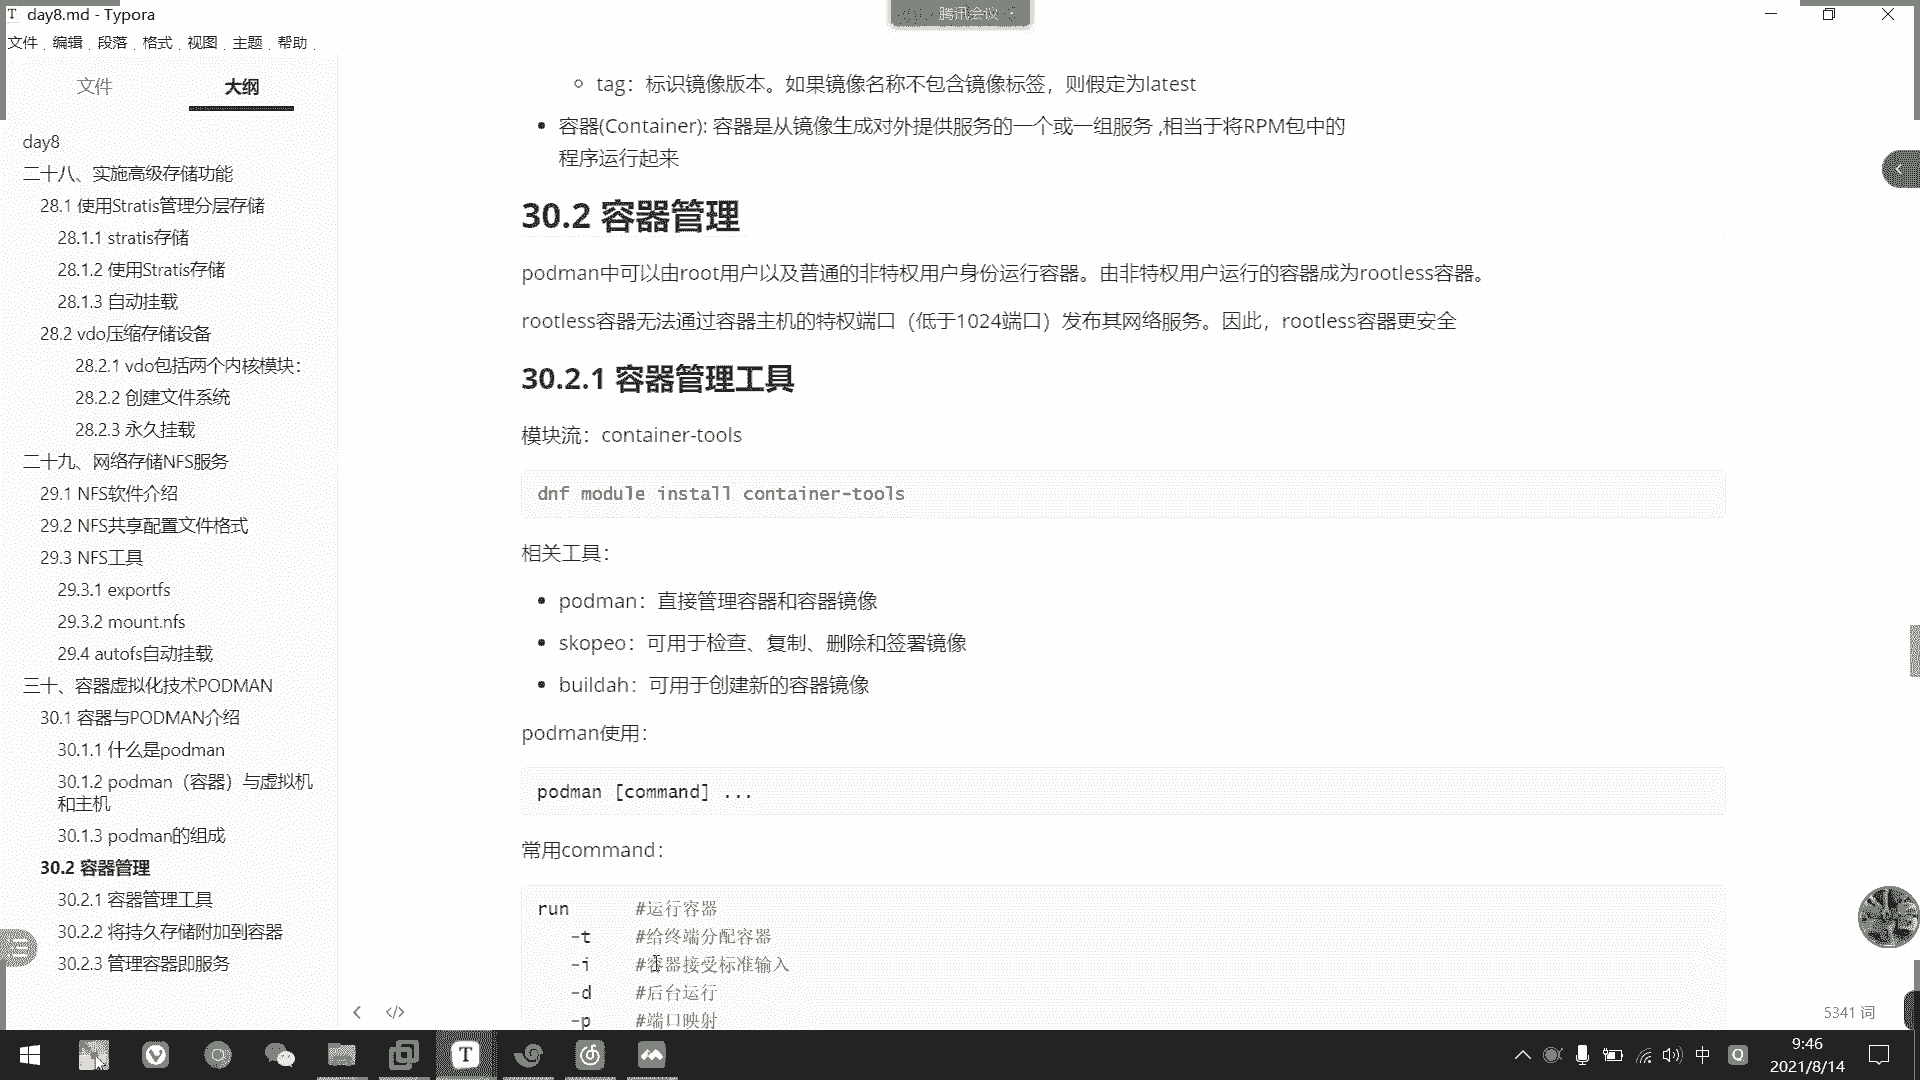 day8.md - Typora
腾讯会议
文件 编辑 段落 格式 视图 主题 帮助
文件 大纲
day8
二十八、实施高级存储功能
28.1 使用Stratis管理分层存储
28.1.1 stratis存储
28.1.2 使用Stratis存储
28.1.3 自动挂载
28.2 vdo压缩存储设备
28.2.1 vdo包括两个内核模块：
28.2.2 创建文件系统
28.2.3 永久挂载
二十九、网络存储NFS服务
29.1 NFS软件介绍
29.2 NFS共享配置文件格式
29.3 NFS工具
29.3.1 exportfs
29.3.2 mount.nfs
29.4 autofs自动挂载
三十、容器虚拟化技术PODMAN
30.1 容器与PODMAN介绍
30.1.1 什么是podman
30.1.2 podman（容器）与虚拟机
和主机
30.1.3 podman的组成
30.2 容器管理
30.2.1 容器管理工具
30.2.2 将持久存储附加到容器
30.2.3 管理容器即服务
tag：标识镜像版本。如果镜像名称不包含镜像标签，则假定为latest
容器(Container): 容器是从镜像生成对外提供服务的一个或一组服务 ,相当于将RPM包中的
程序运行起来
30.2 容器管理
podman中可以由root用户以及普通的非特权用户身份运行容器。由非特权用户运行的容器成为rootless容器。
rootless容器无法通过容器主机的特权端口（低于1024端口）发布其网络服务。因此，rootless容器更安全
30.2.1 容器管理工具
模块流：container-tools
dnf module install container-tools
相关工具：
podman：直接管理容器和容器镜像
skopeo：可用于检查、复制、删除和签署镜像
buildah：可用于创建新的容器镜像
podman使用：
podman [command] ...
常用command：
run #运行容器
-t #给终端分配容器
-i #容器接受标准输入
-d #后台运行
-p #端口映射
5341 词
中
9:46
2021/8/14